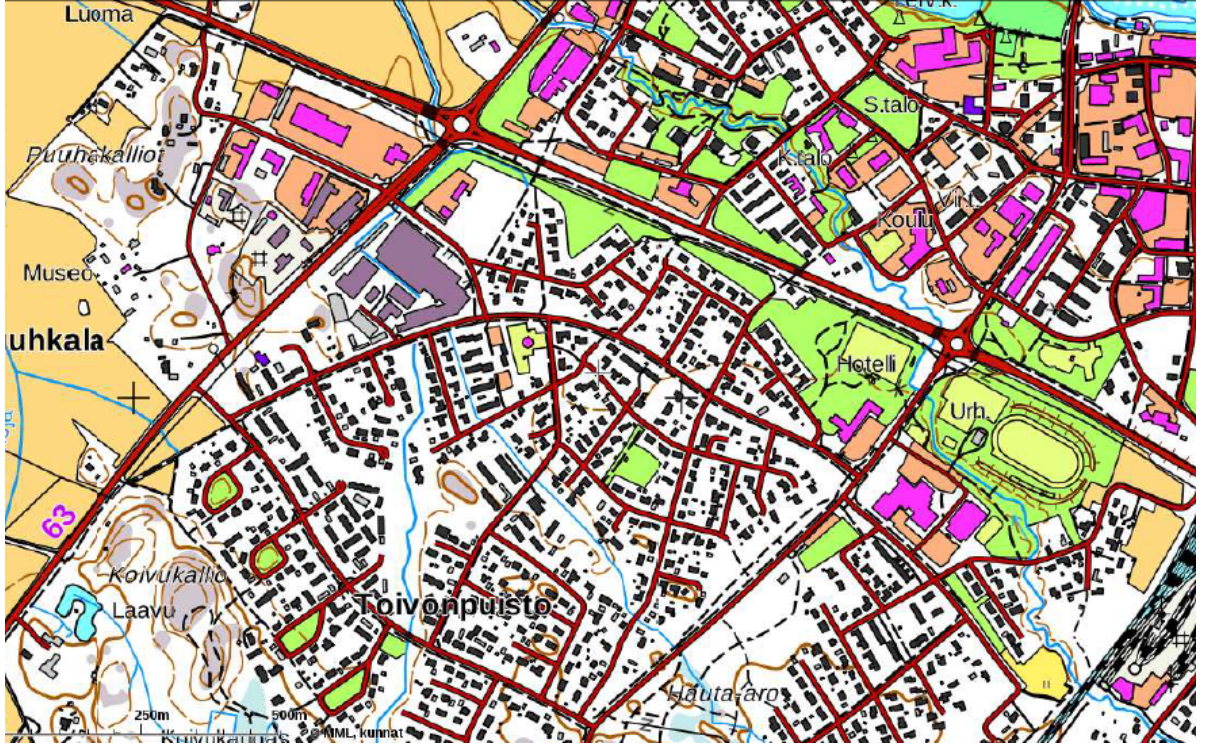 Luoma
S.talo
Puuhakalliot
K.talo
Virt.
Koulu
Museo
uhkala
Hotelli
Urh.
63
Koivukallio
Laavu
Toivonpuisto
Hauta-aro
250m
500m
© MML, kunnat